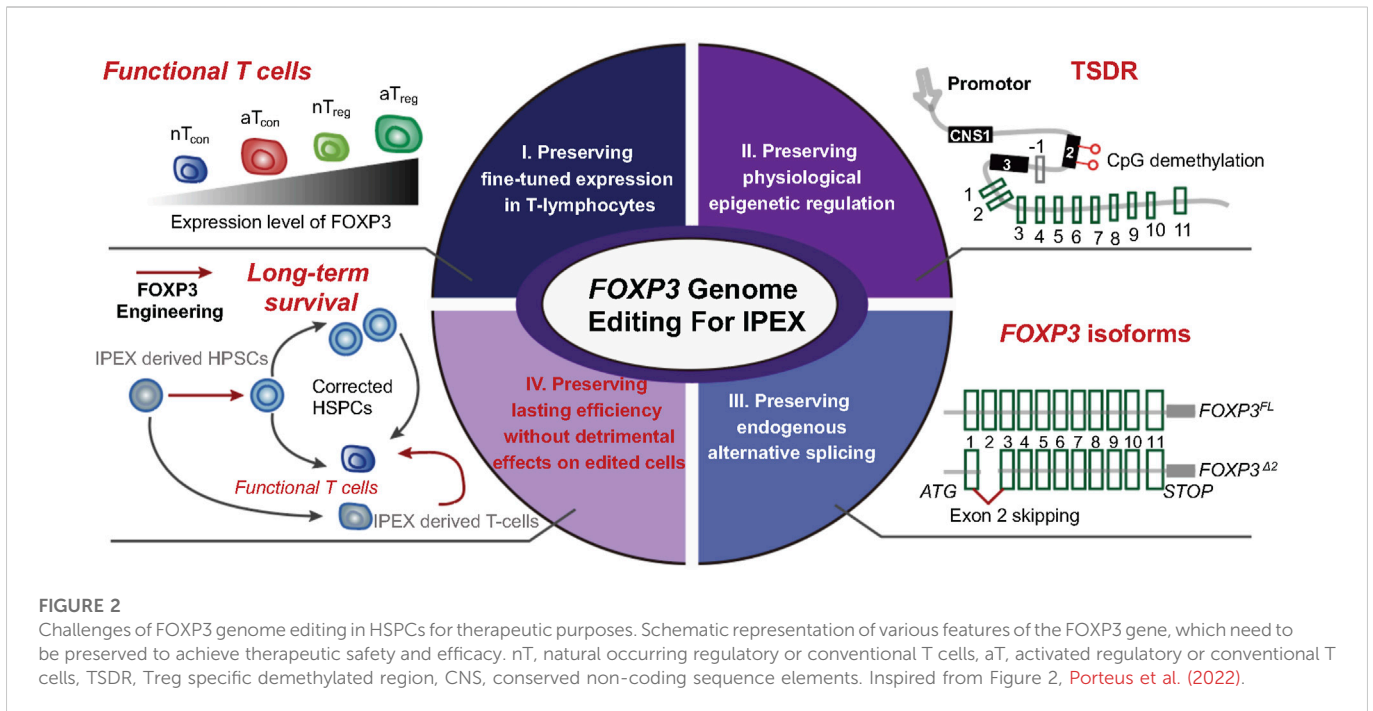 Functional T cells
nTcon
aTcon
nTreg
aTreg
Expression level of FOXP3
I. Preserving
fine-tuned expression
in T-lymphocytes
II. Preserving
physiological
epigenetic regulation
TSDR
Promotor
CNS1
-1
2
3
CpG demethylation
1
2
3 4 5 6 7 8 9 10 11
FOXP3 Genome
Editing For IPEX
FOXP3
Engineering
Long-term
survival
IPEX derived HPSCs
Corrected
HSPCs
Functional T cells
IPEX derived T-cells
IV. Preserving
lasting efficiency
without detrimental
effects on edited cells
III. Preserving
endogenous
alternative splicing
FOXP3 isoforms
FOXP3FL
1 2 3 4 5 6 7 8 9 10 11
FOXP3Δ2
ATG
STOP
Exon 2 skipping
FIGURE 2
Challenges of FOXP3 genome editing in HSPCs for therapeutic purposes. Schematic representation of various features of the FOXP3 gene, which need to
be preserved to achieve therapeutic safety and efficacy. nT, natural occurring regulatory or conventional T cells, aT, activated regulatory or conventional T
cells, TSDR, Treg specific demethylated region, CNS, conserved non-coding sequence elements. Inspired from Figure 2, Porteus et al. (2022).